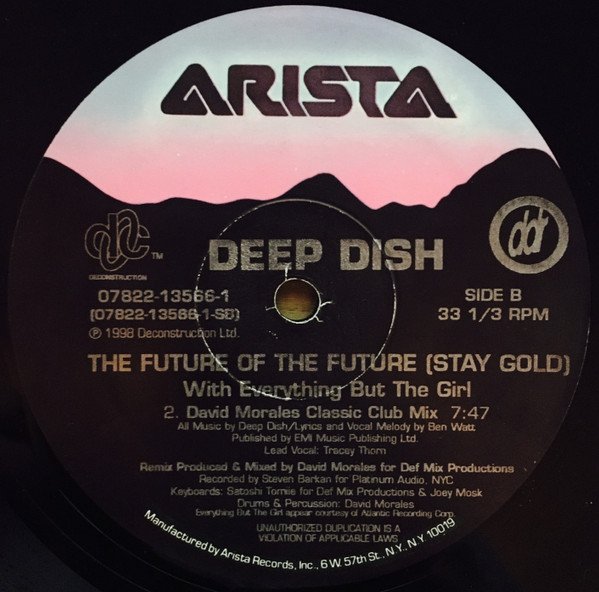 ARISTA
TM
DECONSTRUCTION
DEEP DISH
dd
07822-13566-1
(07822-13566-1-SB)
℗ 1998 Deconstruction Ltd.
SIDE B
33 1/3 RPM
THE FUTURE OF THE FUTURE (STAY GOLD)
With Everything But The Girl
2. David Morales Classic Club Mix 7:47
All Music by Deep Dish/Lyrics and Vocal Melody by Ben Watt
Published by EMI Music Publishing Ltd.
Lead Vocal: Tracey Thorn
Remix Produced & Mixed by David Morales for Def Mix Productions
Recorded by Steven Barkan for Platinum Audio, NYC
Keyboards: Satoshi Tomiie for Def Mix Productions & Joey Mosk
Drums & Percussion: David Morales
Everything But The Girl appear courtesy of Atlantic Recording Corp.
UNAUTHORIZED DUPLICATION IS A
VIOLATION OF APPLICABLE LAWS
Manufactured by Arista Records, Inc., 6 W. 57th St., N.Y., N.Y. 10019